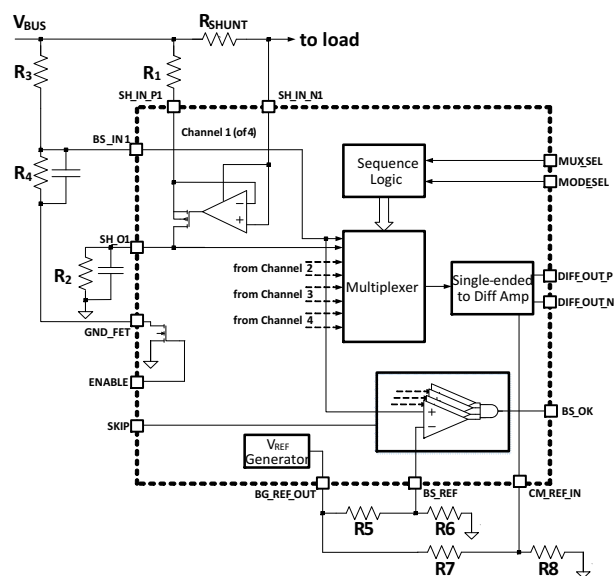 VBUS
RSHUNT
to load
R3
R1
SH_IN_P1
SH_IN_N1
BS_IN1
Channel 1 (of 4)
R4
Sequence
Logic
MUX_SEL
MODE_SEL
−
+
SH_O1
R2
from Channel 2
from Channel 3
from Channel 4
Multiplexer
Single-ended
to Diff Amp
DIFF_OUT_P
DIFF_OUT_N
GND_FET
ENABLE
SKIP
+
−
BS_OK
VREF
Generator
BG_REF_OUT
BS_REF
CM_REF_IN
R5
R6
R7
R8